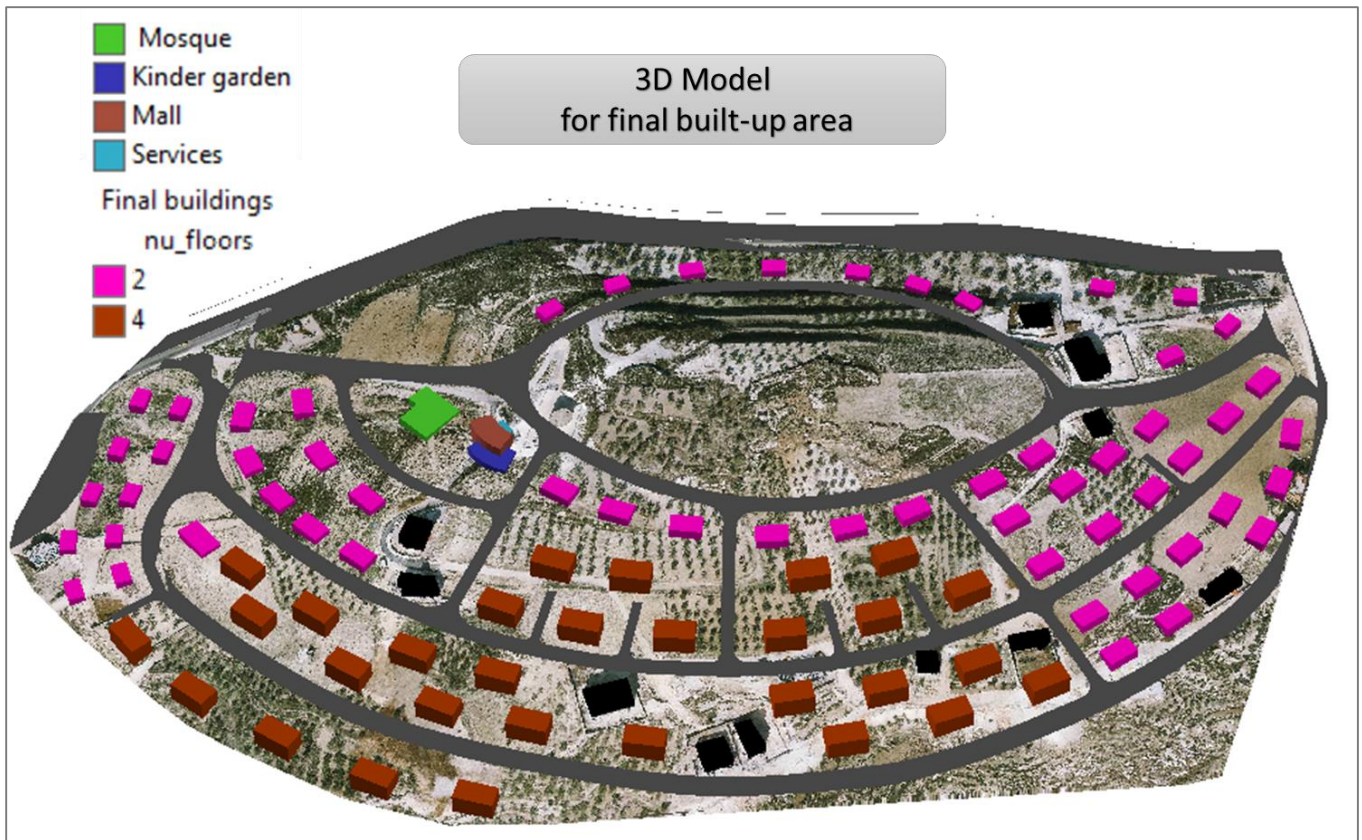 Mosque
Kinder garden
Mall
Services
Final buildings
nu_floors
2
4
3D Model
for final built-up area